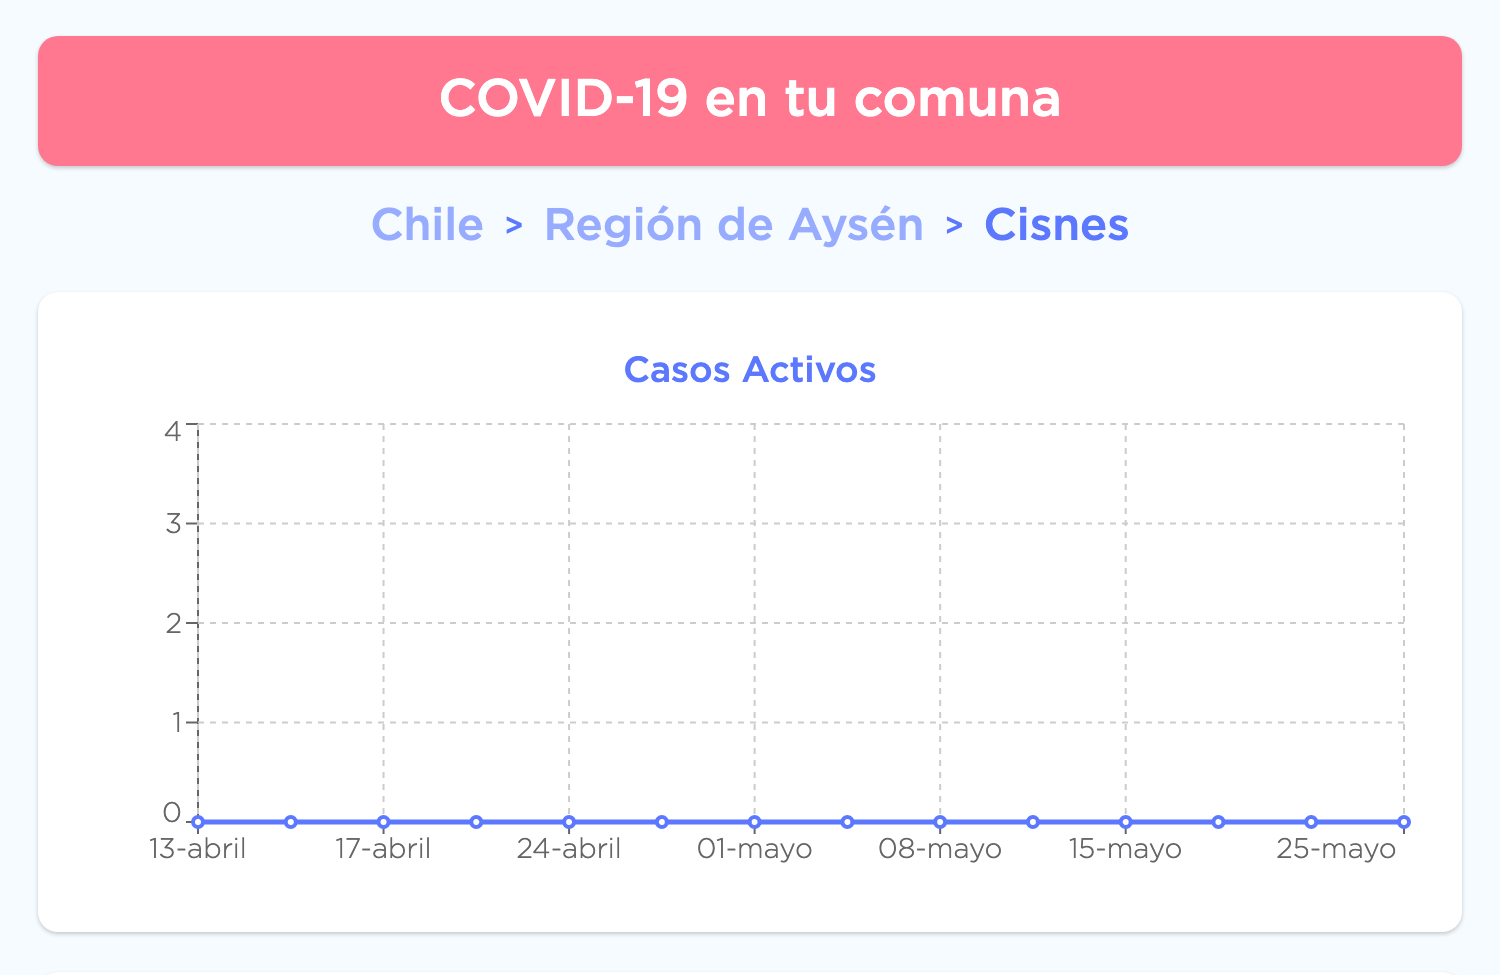 COVID-19 en tu comuna
Chile > Región de Aysén > Cisnes
Casos Activos
4
3
2
1
0
13-abril 17-abril 24-abril 01-mayo 08-mayo 15-mayo 25-mayo